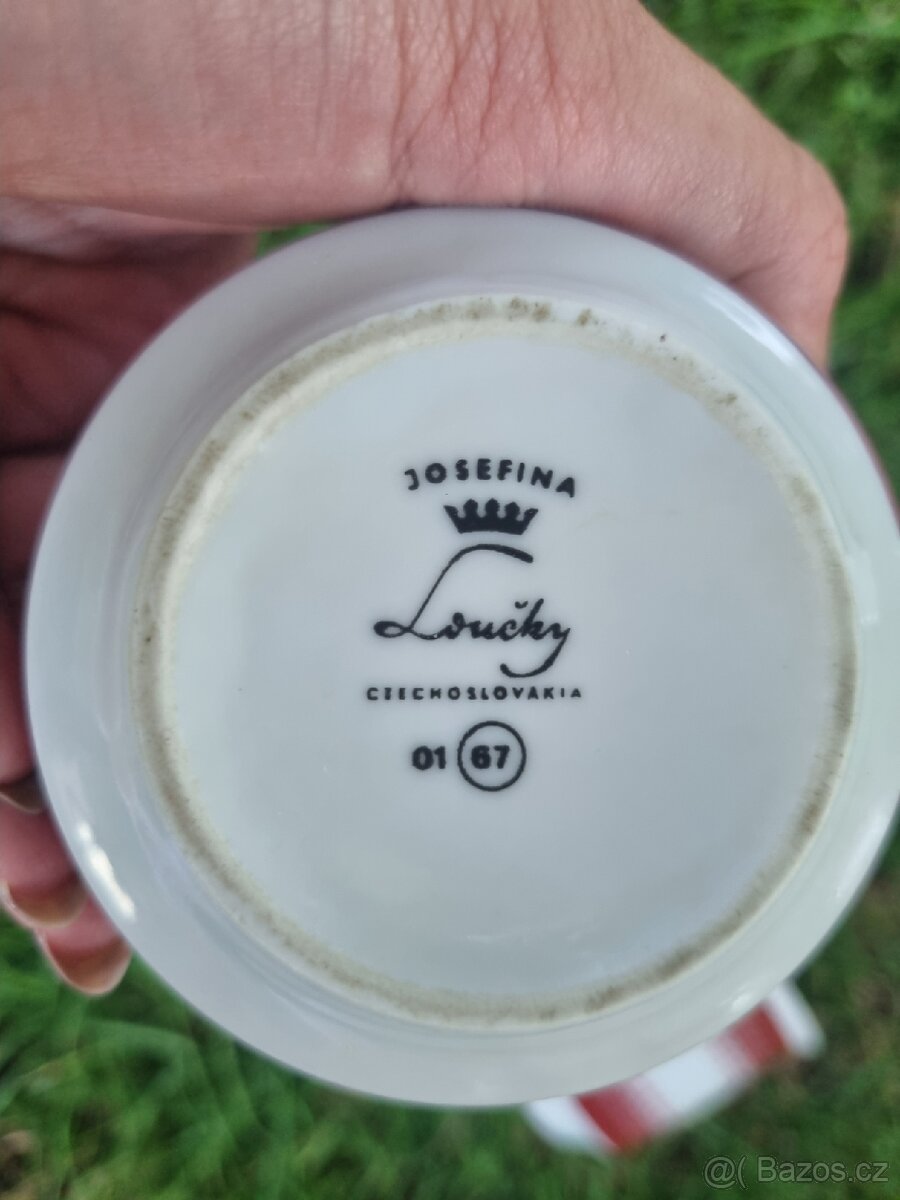 JOSEFINA
Loučky
CZECHOSLOVAKIA
01 67
@( Bazos.cz